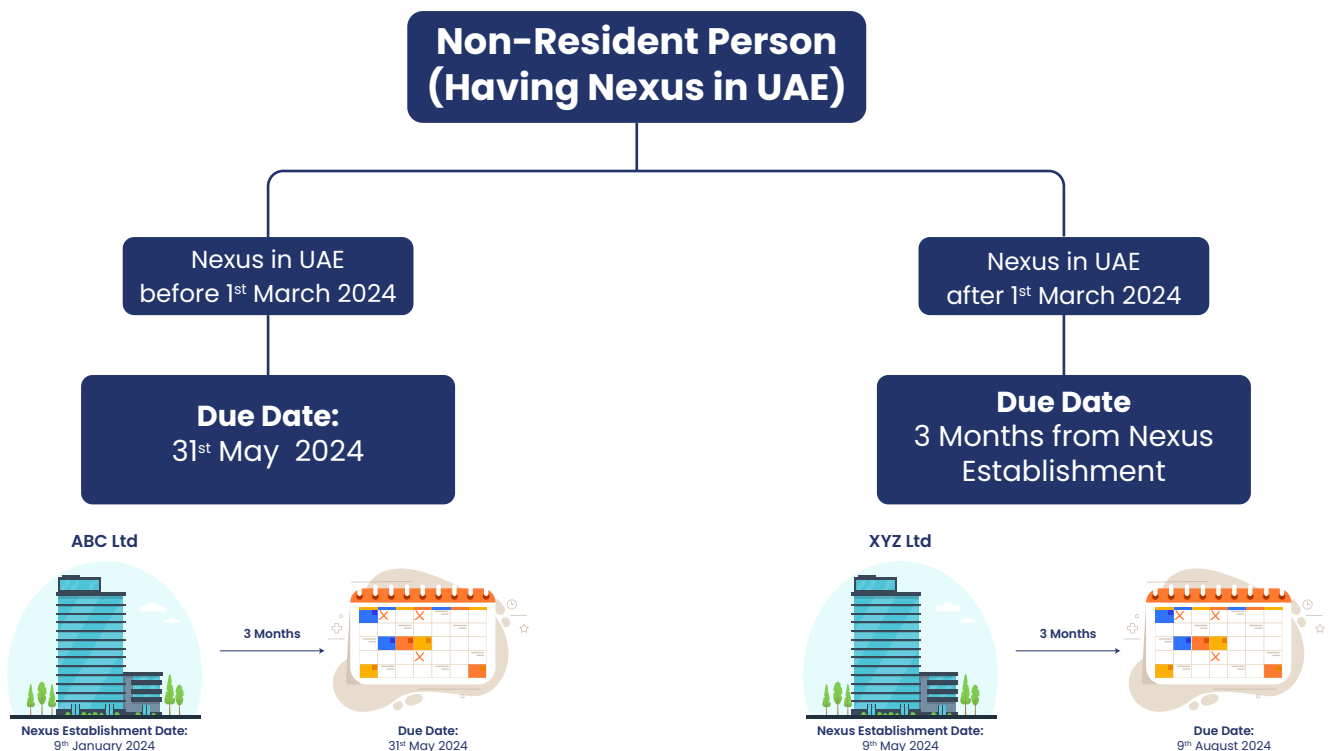 Non-Resident Person
(Having Nexus in UAE)
Nexus in UAE
before 1st March 2024
Nexus in UAE
after 1st March 2024
Due Date:
31st May 2024
Due Date
3 Months from Nexus
Establishment
ABC Ltd
3 Months
Nexus Establishment Date:
9th January 2024
Due Date:
31st May 2024
XYZ Ltd
3 Months
Nexus Establishment Date:
9th May 2024
Due Date:
9th August 2024